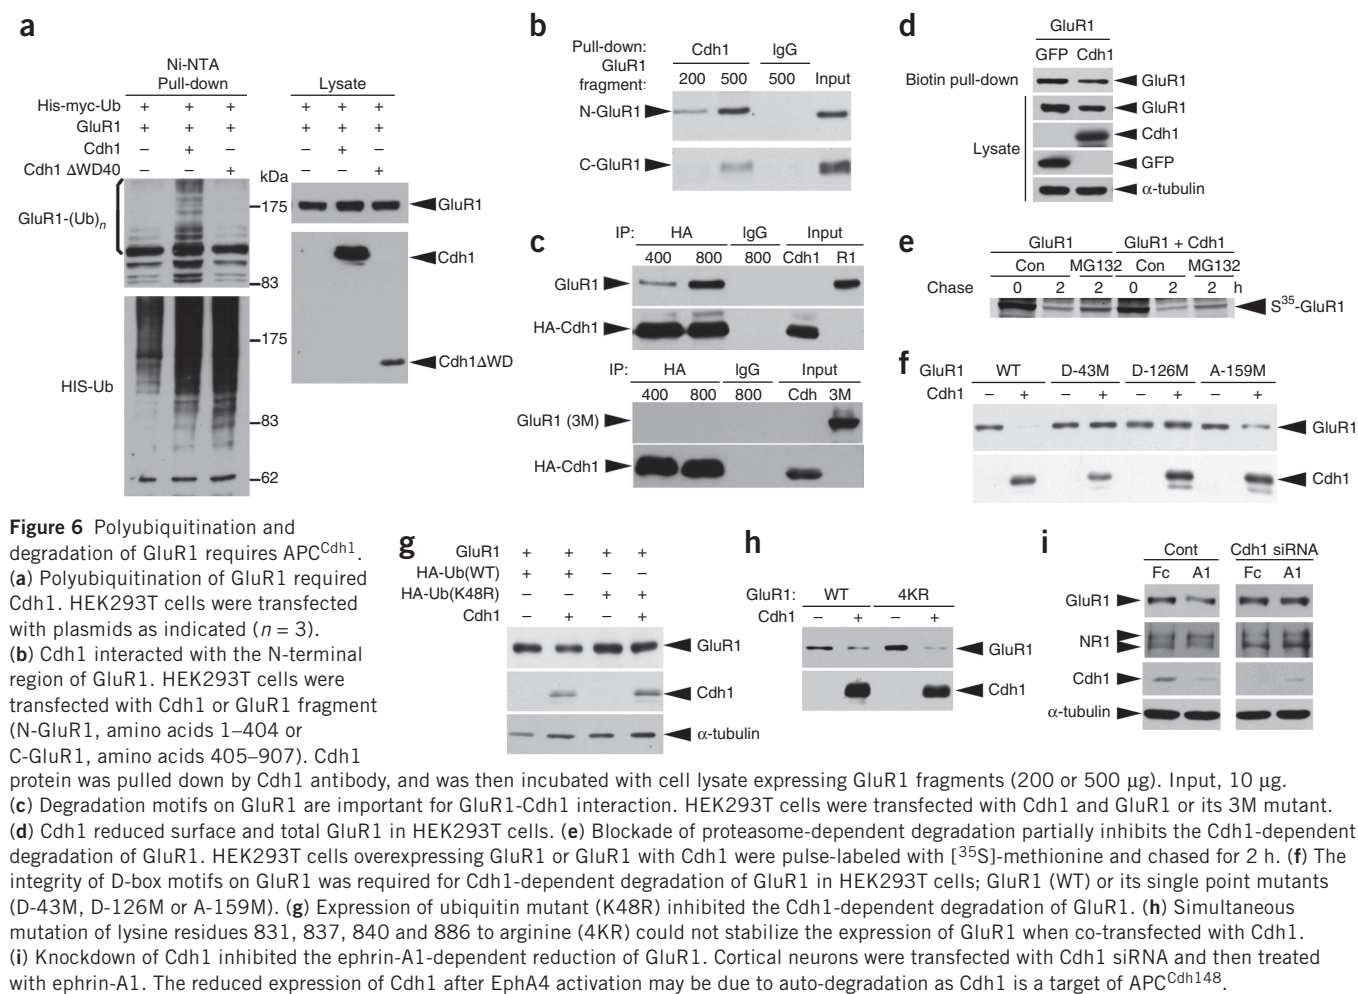 a
Ni-NTA
Pull-down
Lysate
His-myc-Ub + + + + + +
GluR1 + + + + + +
Cdh1 – + – – + –
Cdh1 ΔWD40 – – + – – +
kDa
GluR1-(Ub)n
175
83
GluR1
Cdh1
175
HIS-Ub
Cdh1ΔWD
83
62
b
Pull-down: Cdh1 IgG
GluR1
fragment: 200 500 500 Input
N-GluR1
C-GluR1
c
IP: HA IgG Input
400 800 800 Cdh1 R1
GluR1
HA-Cdh1
IP: HA IgG Input
400 800 800 Cdh 3M
GluR1 (3M)
HA-Cdh1
d
GluR1
GFP Cdh1
Biotin pull-down GluR1
GluR1
Lysate
Cdh1
GFP
α-tubulin
e
GluR1 GluR1 + Cdh1
Con MG132 Con MG132
Chase 0 2 2 0 2 2 h
S35-GluR1
f
GluR1 WT D-43M D-126M A-159M
Cdh1 – + – + – + – +
GluR1
Cdh1
g
GluR1 + + + +
HA-Ub(WT) + + – –
HA-Ub(K48R) – – + +
Cdh1 – + – +
GluR1
Cdh1
α-tubulin
h
GluR1: WT 4KR
Cdh1 – + – +
GluR1
Cdh1
i
Cont Cdh1 siRNA
Fc A1 Fc A1
GluR1
NR1
Cdh1
α-tubulin
Figure 6 Polyubiquitination and
degradation of GluR1 requires APCCdh1.
(a) Polyubiquitination of GluR1 required
Cdh1. HEK293T cells were transfected
with plasmids as indicated (n = 3).
(b) Cdh1 interacted with the N-terminal
region of GluR1. HEK293T cells were
transfected with Cdh1 or GluR1 fragment
(N-GluR1, amino acids 1–404 or
C-GluR1, amino acids 405–907). Cdh1
protein was pulled down by Cdh1 antibody, and was then incubated with cell lysate expressing GluR1 fragments (200 or 500 μg). Input, 10 μg.
(c) Degradation motifs on GluR1 are important for GluR1-Cdh1 interaction. HEK293T cells were transfected with Cdh1 and GluR1 or its 3M mutant.
(d) Cdh1 reduced surface and total GluR1 in HEK293T cells. (e) Blockade of proteasome-dependent degradation partially inhibits the Cdh1-dependent
degradation of GluR1. HEK293T cells overexpressing GluR1 or GluR1 with Cdh1 were pulse-labeled with [35S]-methionine and chased for 2 h. (f) The
integrity of D-box motifs on GluR1 was required for Cdh1-dependent degradation of GluR1 in HEK293T cells; GluR1 (WT) or its single point mutants
(D-43M, D-126M or A-159M). (g) Expression of ubiquitin mutant (K48R) inhibited the Cdh1-dependent degradation of GluR1. (h) Simultaneous
mutation of lysine residues 831, 837, 840 and 886 to arginine (4KR) could not stabilize the expression of GluR1 when co-transfected with Cdh1.
(i) Knockdown of Cdh1 inhibited the ephrin-A1-dependent reduction of GluR1. Cortical neurons were transfected with Cdh1 siRNA and then treated
with ephrin-A1. The reduced expression of Cdh1 after EphA4 activation may be due to auto-degradation as Cdh1 is a target of APCCdh148.